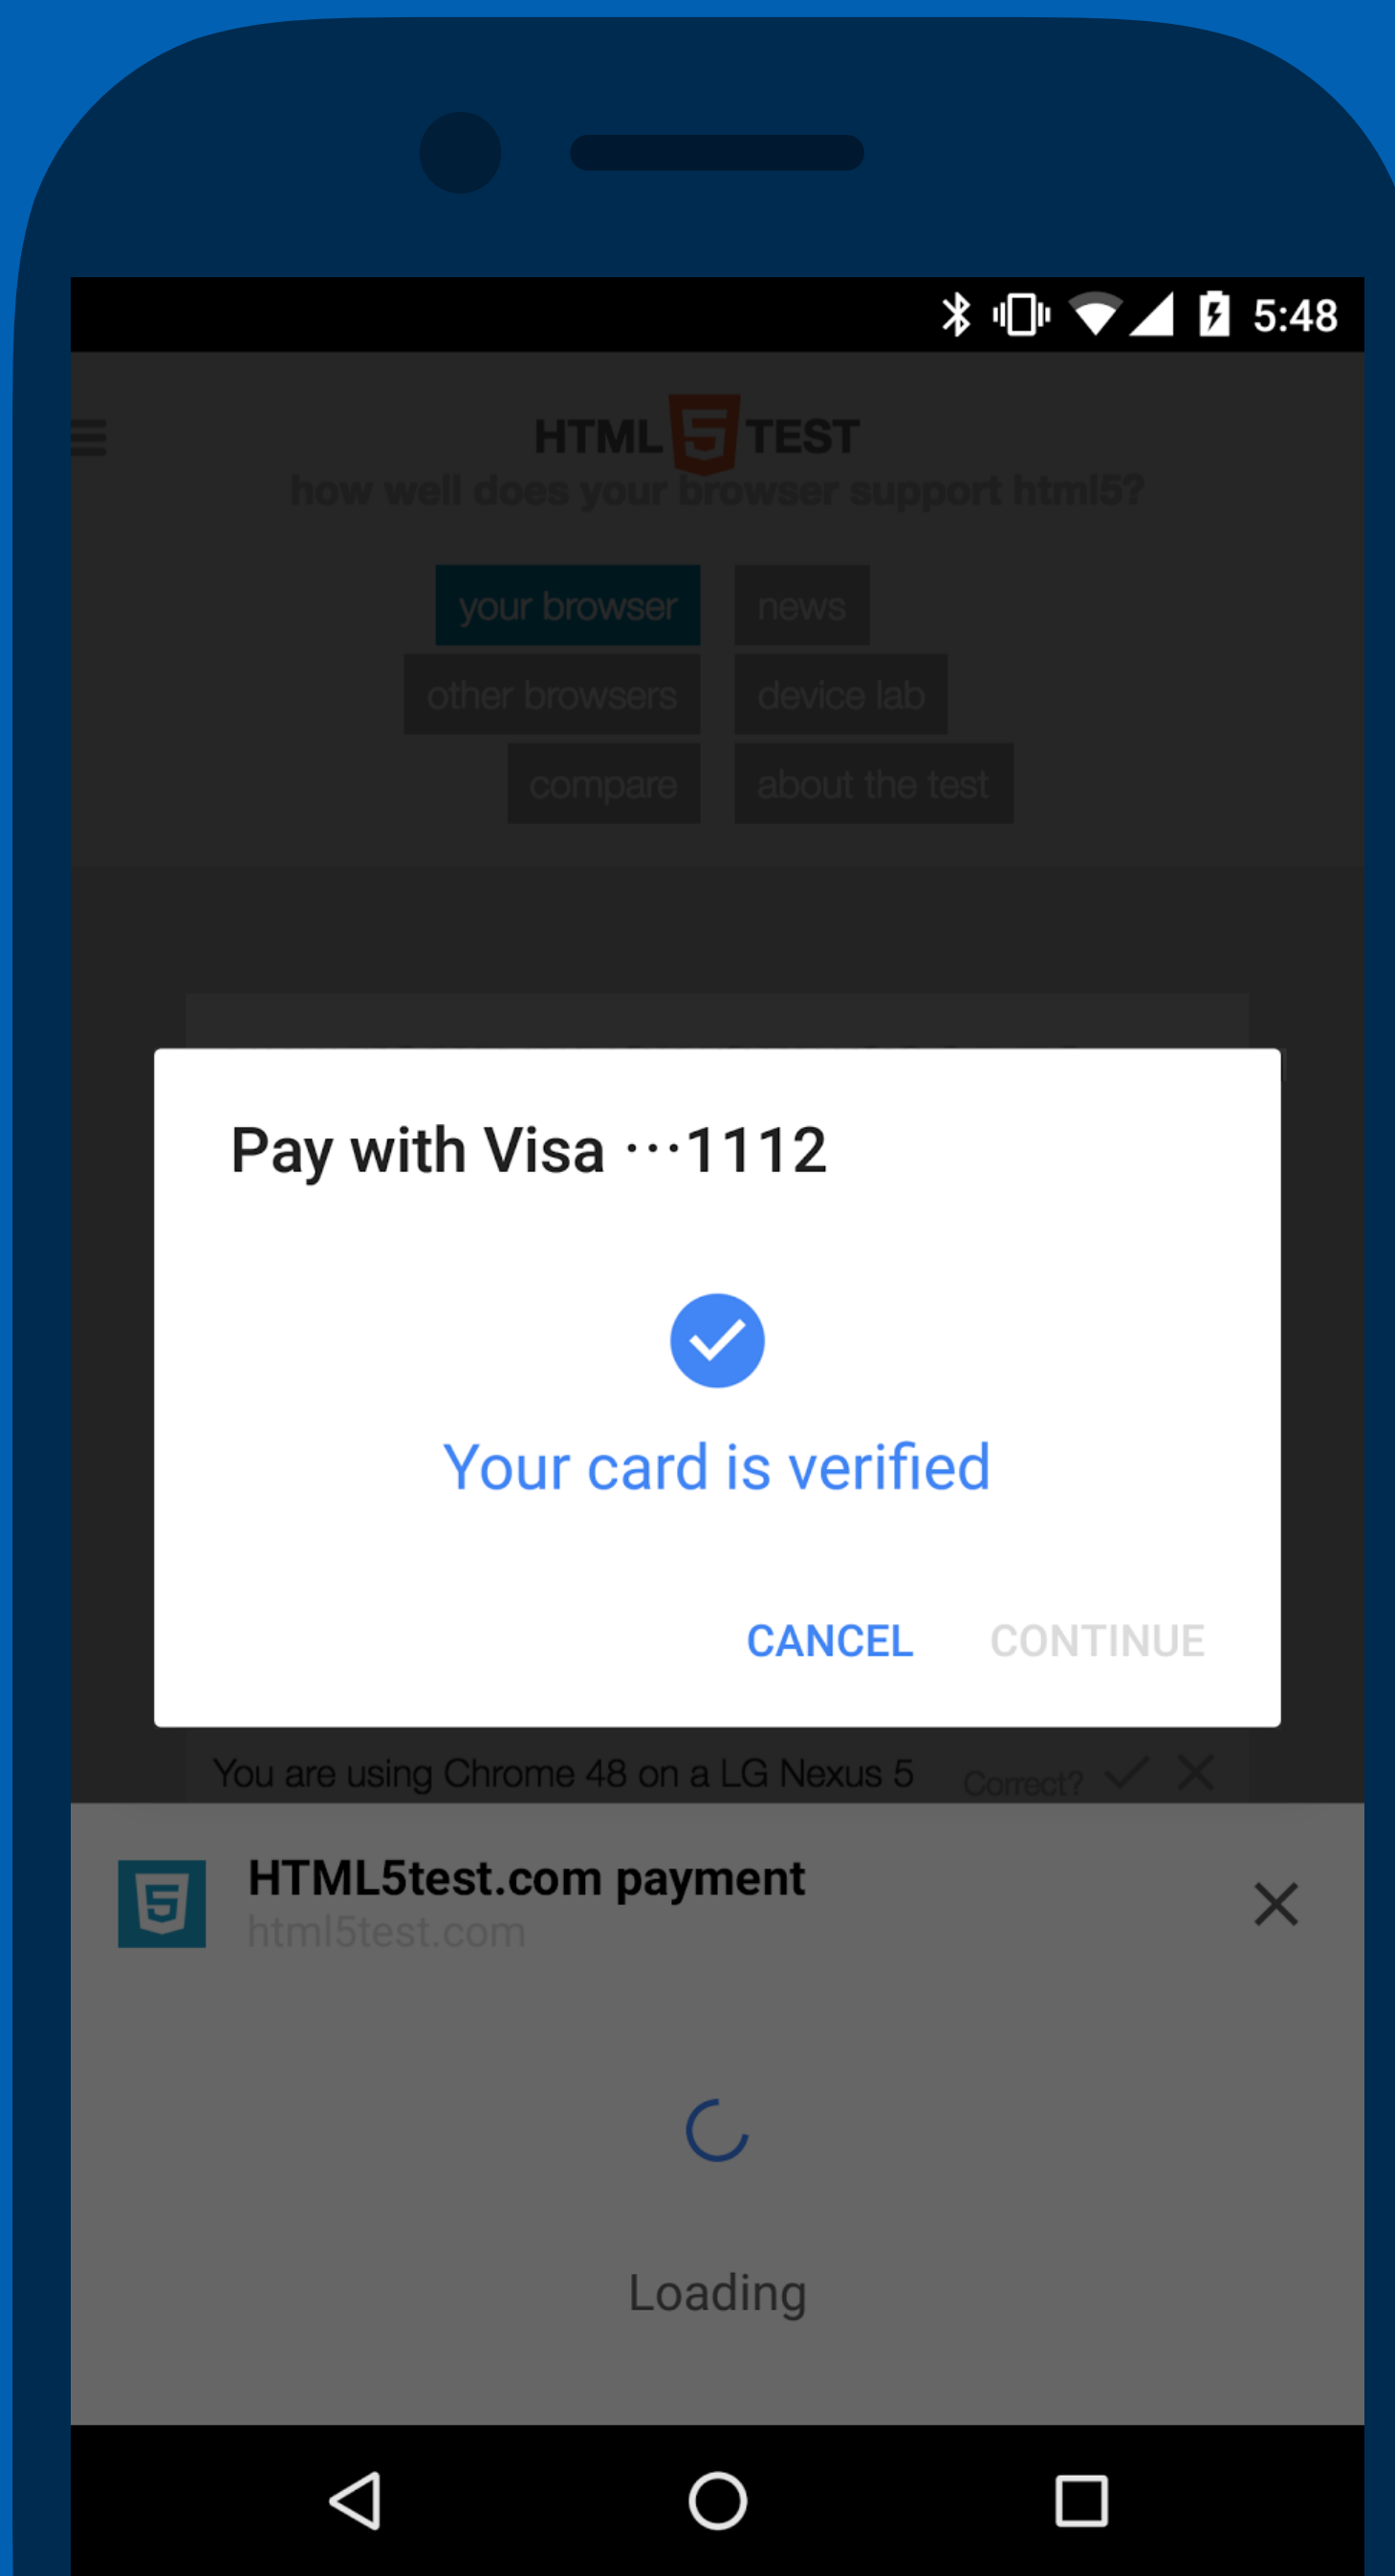 5:48
HTML 5 TEST
how well does your browser support html5?
your browser news
other browsers device lab
compare about the test
Pay with Visa ···1112
Your card is verified
CANCEL CONTINUE
You are using Chrome 48 on a LG Nexus 5 Correct?
HTML5test.com payment
html5test.com
Loading